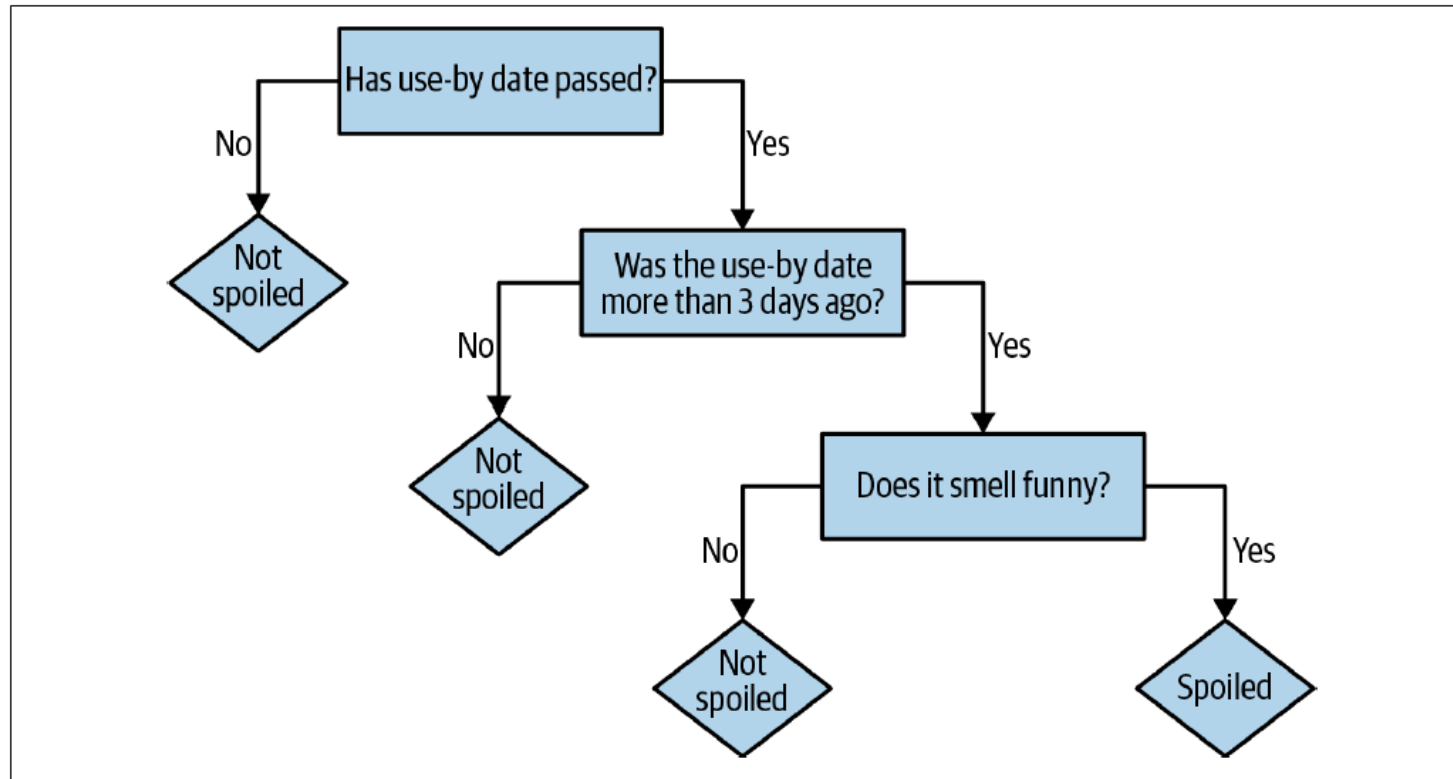 Has use-by date passed?
No
Yes
Not
spoiled
Was the use-by date
more than 3 days ago?
No
Yes
Not
spoiled
Does it smell funny?
No
Yes
Not
spoiled
Spoiled